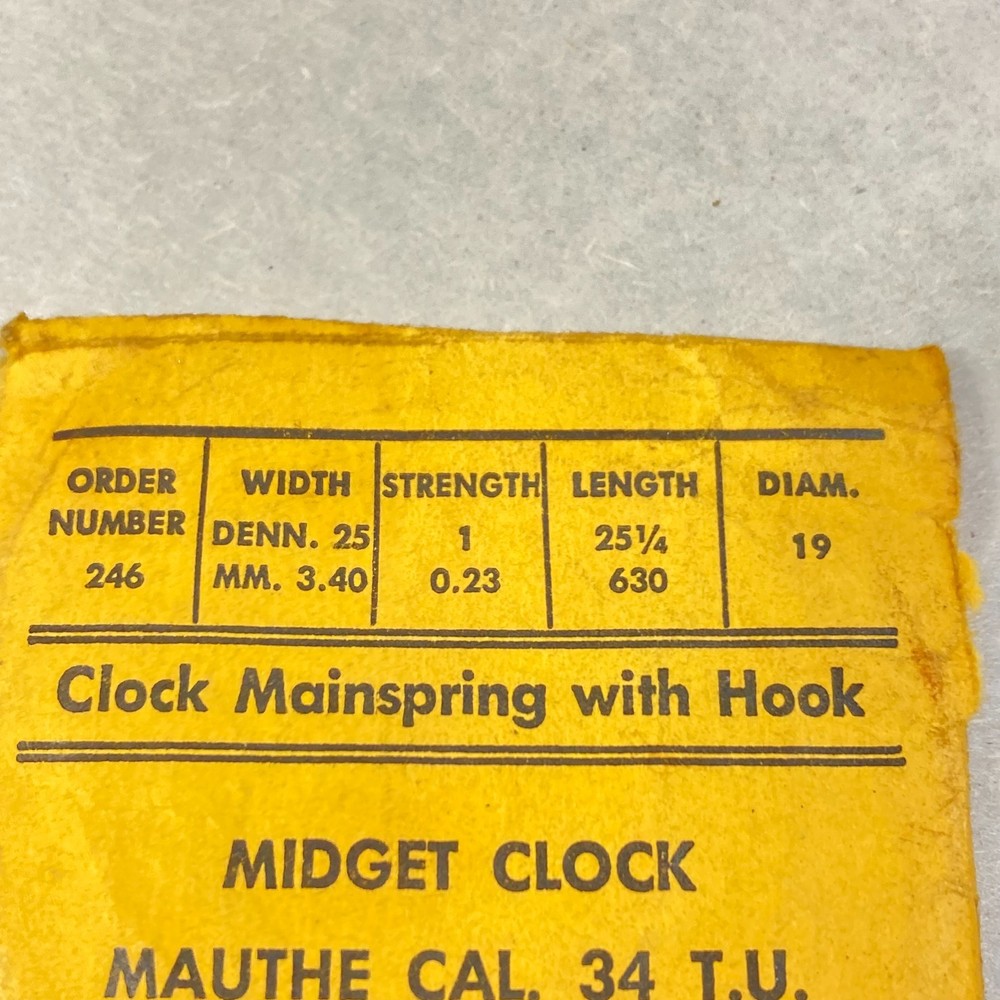 ORDER NUMBER WIDTH STRENGTH LENGTH DIAM.
246 DENN. 25 1 25¼ 19
MM. 3.40 0.23 630
Clock Mainspring with Hook
MIDGET CLOCK
MAUTHE CAL. 34 T.U.